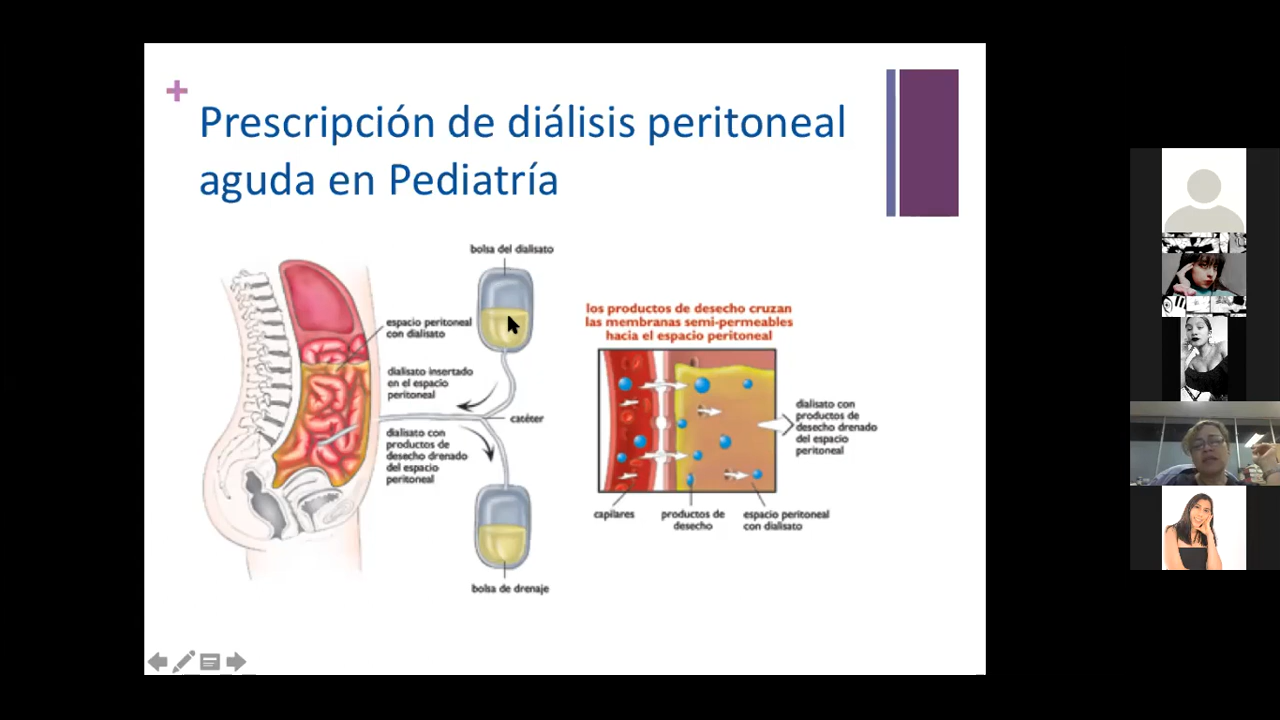 Prescripción de diálisis peritoneal
aguda en Pediatría
bolsa del dialisato
espacio peritoneal
con dialisato
dialisato insertado
en el espacio
peritoneal
catéter
dialisato con
productos de
desecho drenado
del espacio
peritoneal
bolsa de drenaje
los productos de desecho cruzan
las membranas semi-permeables
hacia el espacio peritoneal
dialisato con
productos de
desecho drenado
del espacio
peritoneal
capilares
productos de
desecho
espacio peritoneal
con dialisato